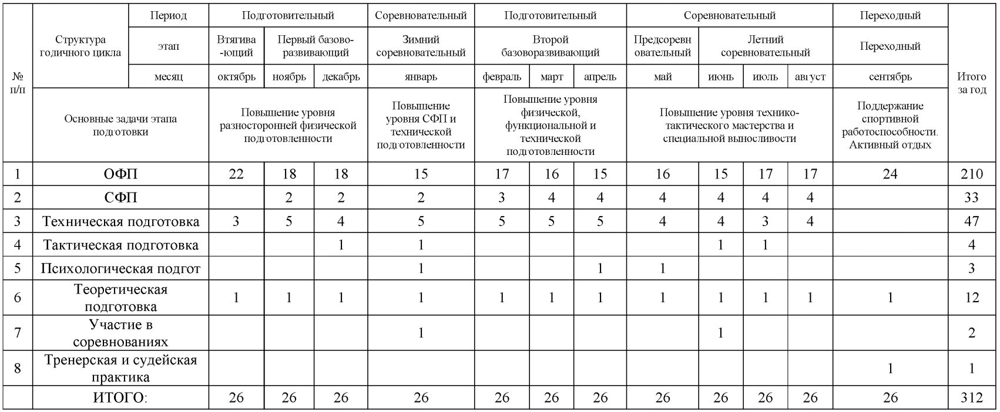 № п/п
Структура годичного цикла
Период
Подготовительный
Соревновательный
Подготовительный
Соревновательный
Переходный
Итого за год
этап
Втягива
-ющий
Первый базово-
развивающий
Зимний
соревновательный
Второй
базоворазвивающий
Предсоревн
овательный
Летний
соревновательный
Переходный
месяц
октябрь
ноябрь
декабрь
январь
февраль
март
апрель
май
июнь
июль
август
сентябрь
Основные задачи этапа
подготовки
Повышение уровня
разносторонней физической
подготовленности
Повышение
уровня СФП и
технической
подготовленности
Повышение уровня
физической,
функциональной и
технической
подготовленности
Повышение уровня технико-
тактического мастерства и
специальной выносливости
Поддержание
спортивной
работоспособности.
Активный отдых
1 ОФП 22 18 18 15 17 16 15 16 15 17 17 24 210
2 СФП 2 2 2 3 4 4 4 4 4 4 33
3 Техническая подготовка 3 5 4 5 5 5 5 4 4 3 4 47
4 Тактическая подготовка 1 1 1 1 4
5 Психологическая подгот 1 1 1 3
6 Теоретическая
подготовка 1 1 1 1 1 1 1 1 1 1 1 1 12
7 Участие в
соревнованиях 1 1 2
8 Тренерская и судейская
практика 1 1
ИТОГО: 26 26 26 26 26 26 26 26 26 26 26 26 312